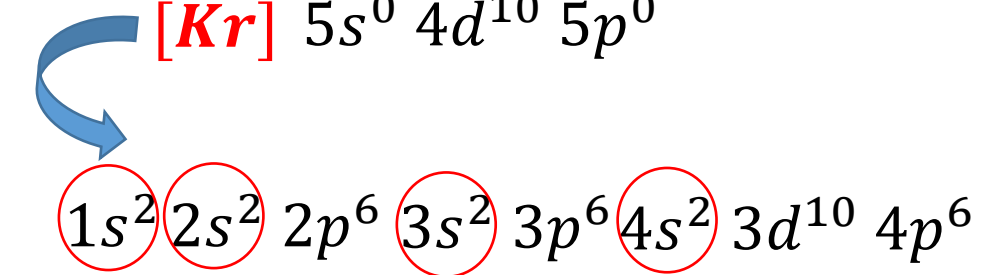 [Kr] 5s⁰ 4d¹⁰ 5p⁰
1s² 2s² 2p⁶ 3s² 3p⁶ 4s² 3d¹⁰ 4p⁶